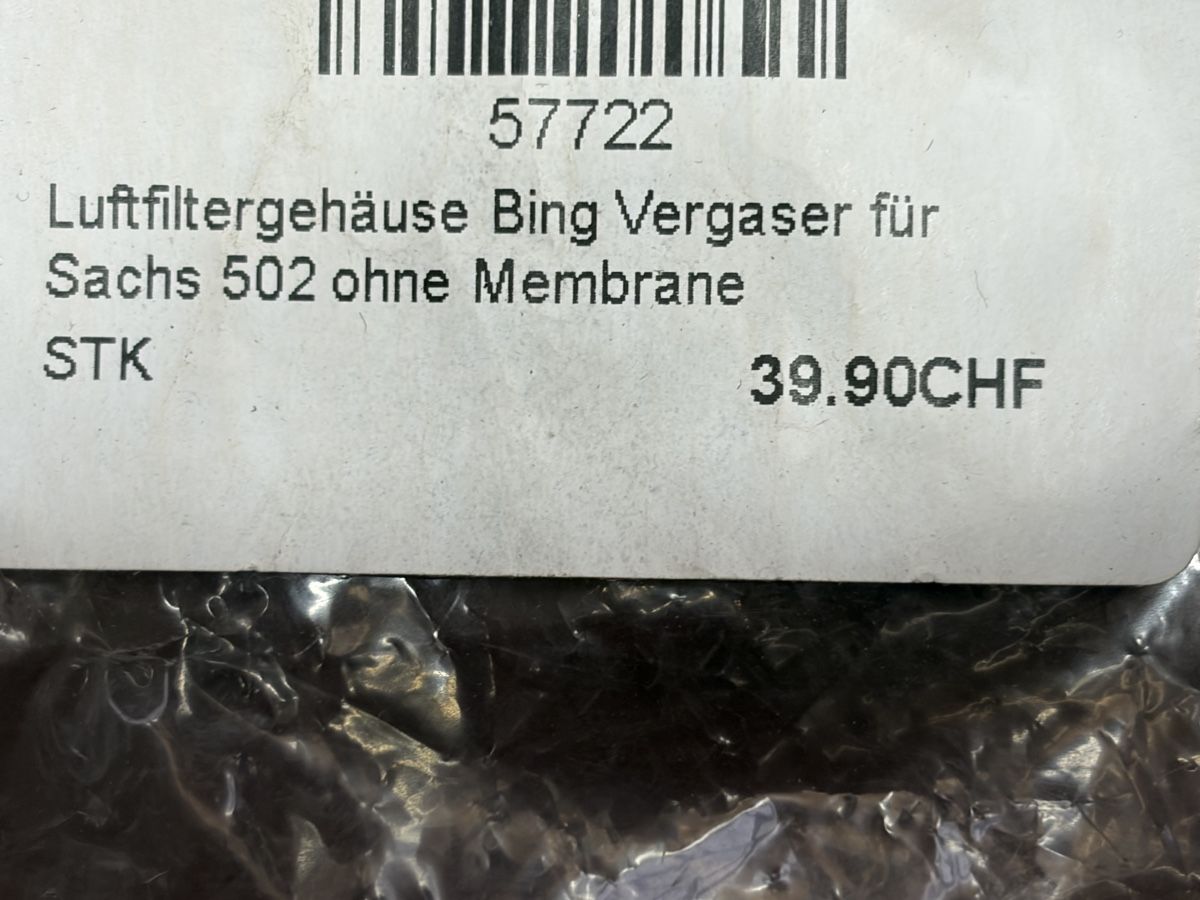 57722
Luftfiltergehäuse Bing Vergaser für
Sachs 502 ohne Membrane
STK
39.90CHF